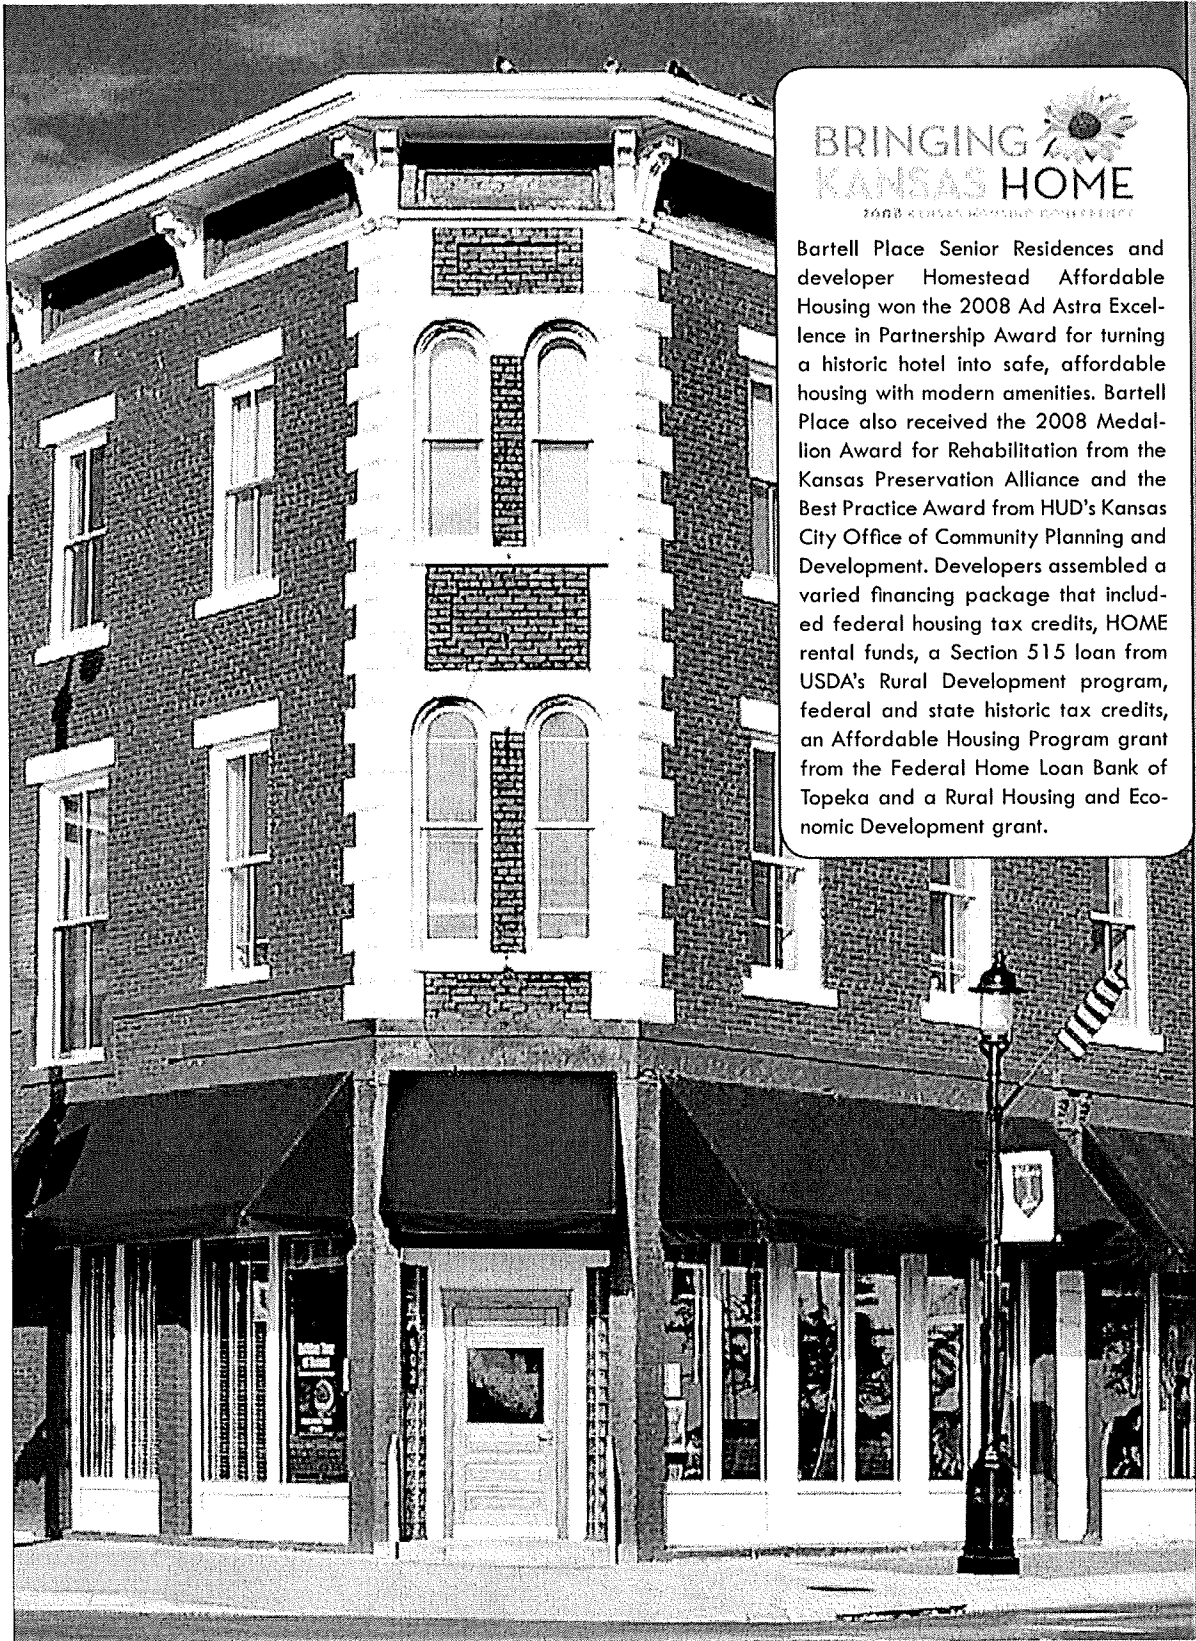 BRINGING
KANSAS HOME
2008 KANSAS HOUSING CONFERENCE
Bartell Place Senior Residences and
developer Homestead Affordable
Housing won the 2008 Ad Astra Excel-
lence in Partnership Award for turning
a historic hotel into safe, affordable
housing with modern amenities. Bartell
Place also received the 2008 Medal-
lion Award for Rehabilitation from the
Kansas Preservation Alliance and the
Best Practice Award from HUD's Kansas
City Office of Community Planning and
Development. Developers assembled a
varied financing package that includ-
ed federal housing tax credits, HOME
rental funds, a Section 515 loan from
USDA's Rural Development program,
federal and state historic tax credits,
an Affordable Housing Program grant
from the Federal Home Loan Bank of
Topeka and a Rural Housing and Eco-
nomic Development grant.